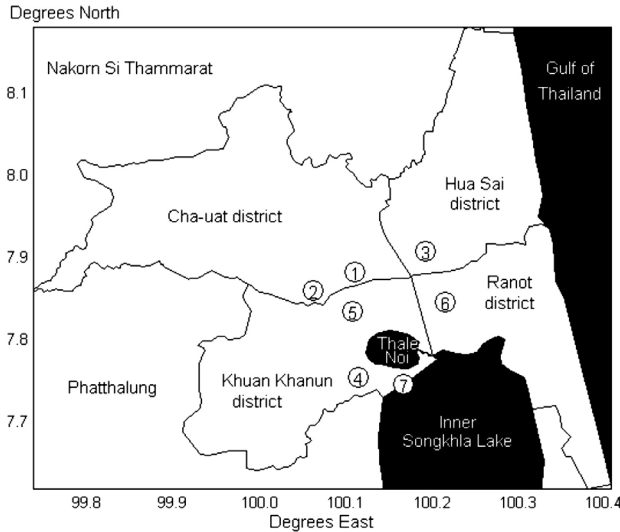 Degrees North
Nakorn Si Thammarat
Gulf of
Thailand
8.1
8.0
Hua Sai
district
Cha-uat district
7.9
3
1
2
Ranot
district
6
5
7.8
Thale
Noi
4
7
Khuan Khanun
district
Phatthalung
7.7
Inner
Songkhla Lake
99.8
99.9
100.0
100.1
100.2
100.3
100.4
Degrees East